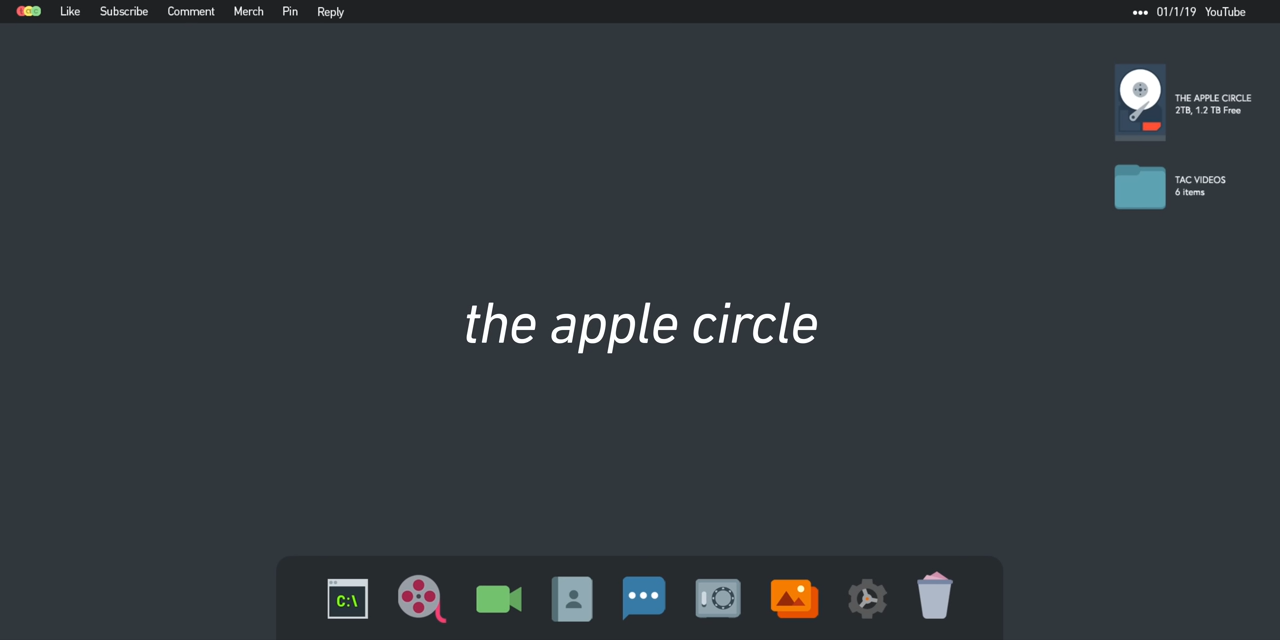 tac Like Subscribe Comment Merch Pin Reply ••• 01/1/19 YouTube
THE APPLE CIRCLE
2TB, 1.2 TB Free
TAC VIDEOS
6 items
the apple circle
C:\